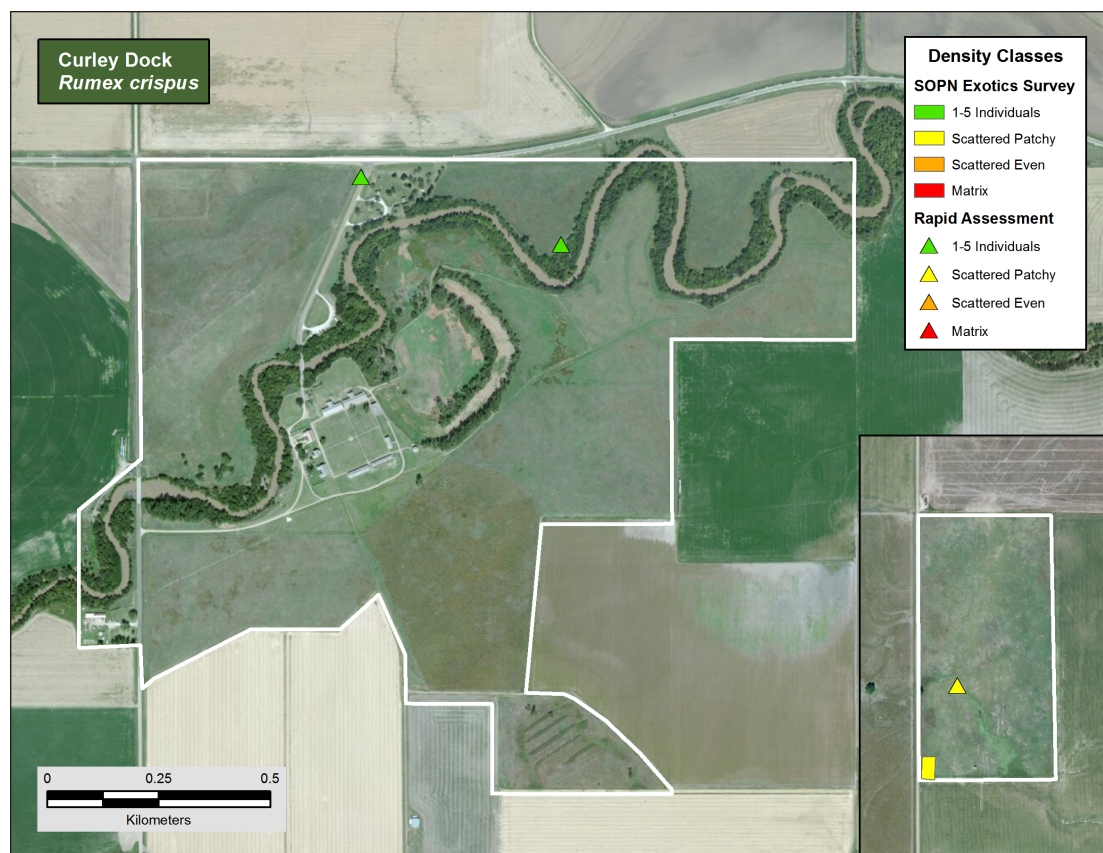 Curley Dock
Rumex crispus
Density Classes
SOPN Exotics Survey
1-5 Individuals
Scattered Patchy
Scattered Even
Matrix
Rapid Assessment
1-5 Individuals
Scattered Patchy
Scattered Even
Matrix
0 0.25 0.5
Kilometers